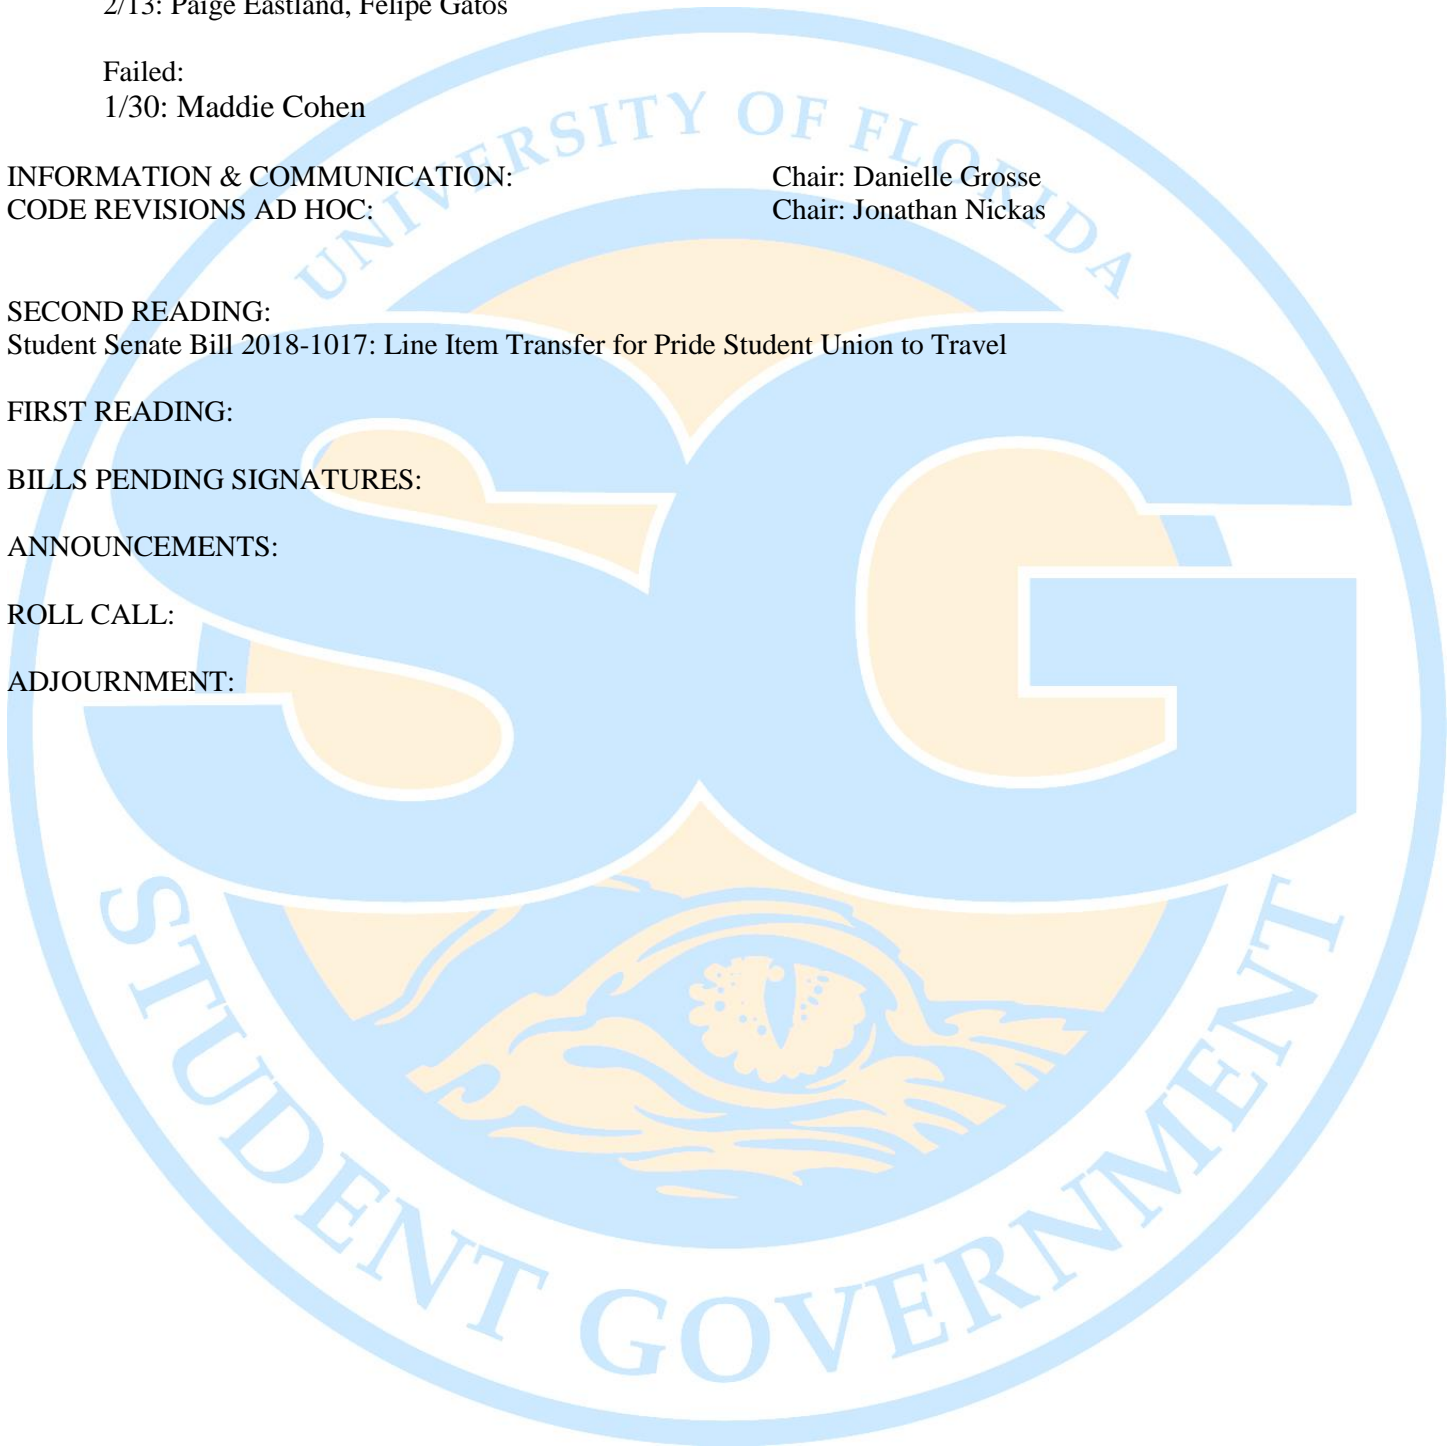 2/13: Paige Eastland, Felipe Gatos
Failed:
1/30: Maddie Cohen
INFORMATION & COMMUNICATION: Chair: Danielle Grosse
CODE REVISIONS AD HOC: Chair: Jonathan Nickas
SECOND READING:
Student Senate Bill 2018-1017: Line Item Transfer for Pride Student Union to Travel
FIRST READING:
BILLS PENDING SIGNATURES:
ANNOUNCEMENTS:
ROLL CALL:
ADJOURNMENT:
UNIVERSITY OF FLORIDA
SG
STUDENT GOVERNMENT